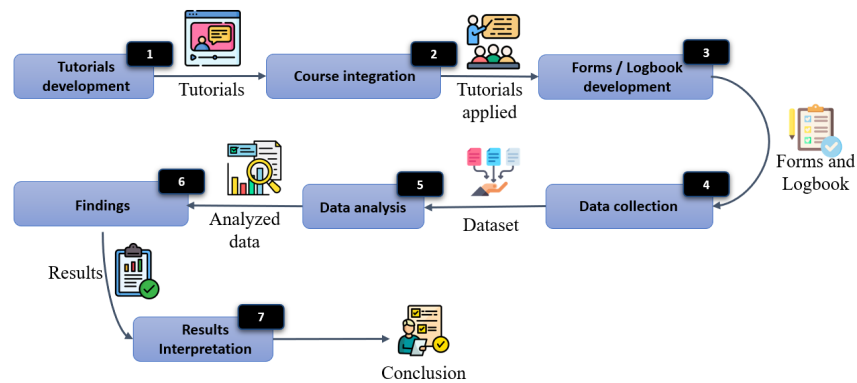 1
Tutorials
development
Tutorials
2
Course integration
Tutorials
applied
3
Forms / Logbook
development
Forms and
Logbook
4
Data collection
Dataset
5
Data analysis
Analyzed
data
6
Findings
Results
7
Results
Interpretation
Conclusion